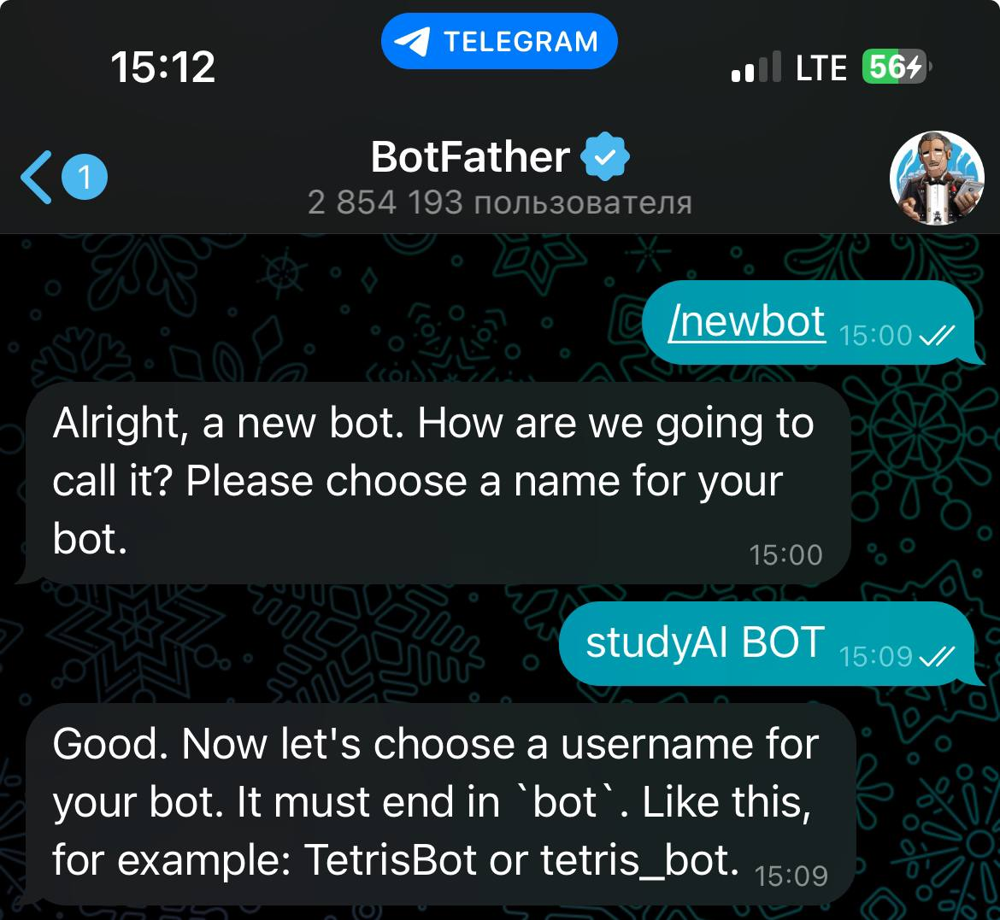 TELEGRAM
15:12
LTE 56
1
BotFather
2 854 193 пользователя
/newbot 15:00
Alright, a new bot. How are we going to
call it? Please choose a name for your
bot. 15:00
studyAI BOT 15:09
Good. Now let's choose a username for
your bot. It must end in `bot`. Like this,
for example: TetrisBot or tetris_bot. 15:09